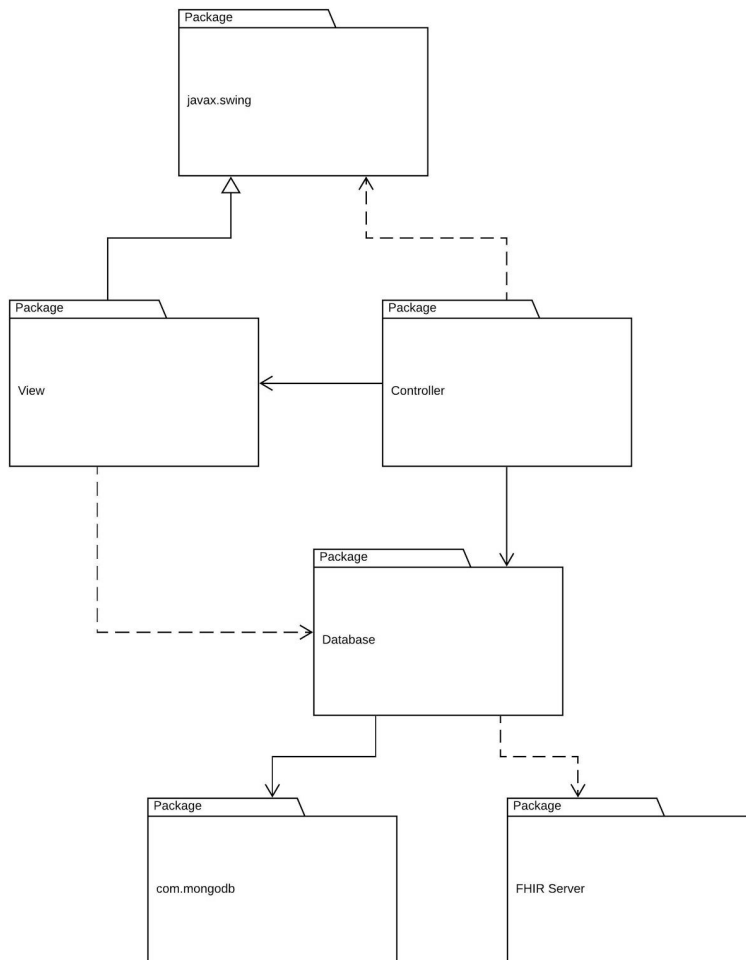 Package
javax.swing
Package
View
Package
Controller
Package
Database
Package
com.mongodb
Package
FHIR Server